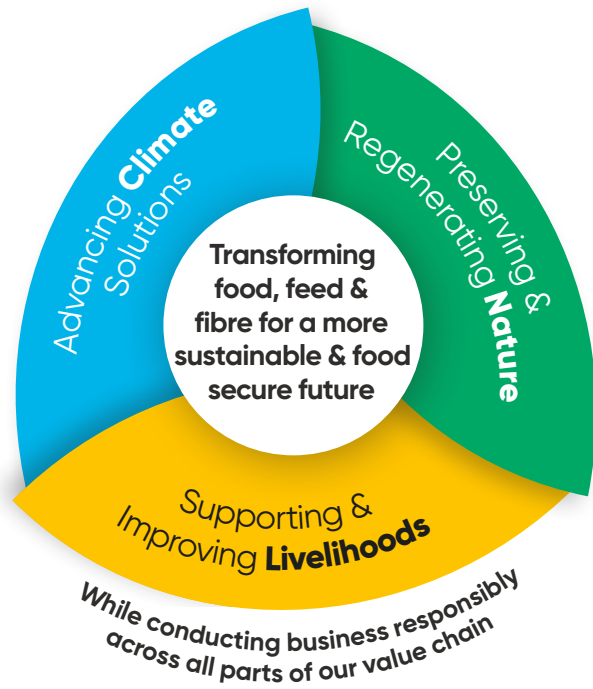 Advancing Climate
Solutions
Preserving &
Regenerating Nature
Transforming
food, feed &
fibre for a more
sustainable & food
secure future
Supporting &
Improving Livelihoods
While conducting business responsibly
across all parts of our value chain